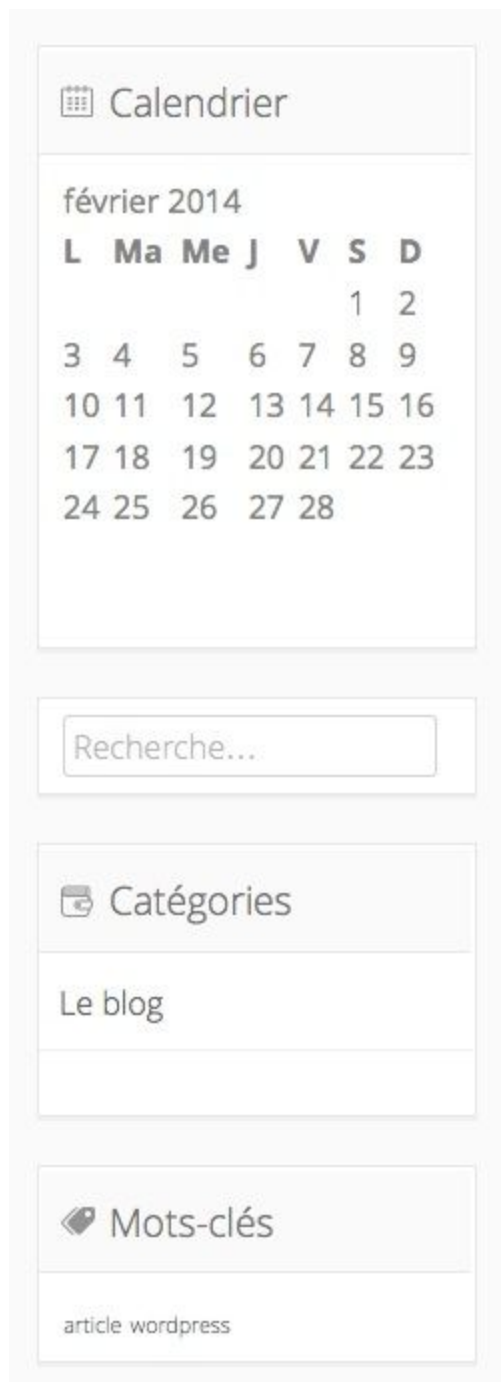 Calendrier
février 2014
L Ma Me J V S D
1 2
3 4 5 6 7 8 9
10 11 12 13 14 15 16
17 18 19 20 21 22 23
24 25 26 27 28
Recherche...
Catégories
Le blog
Mots-clés
article wordpress